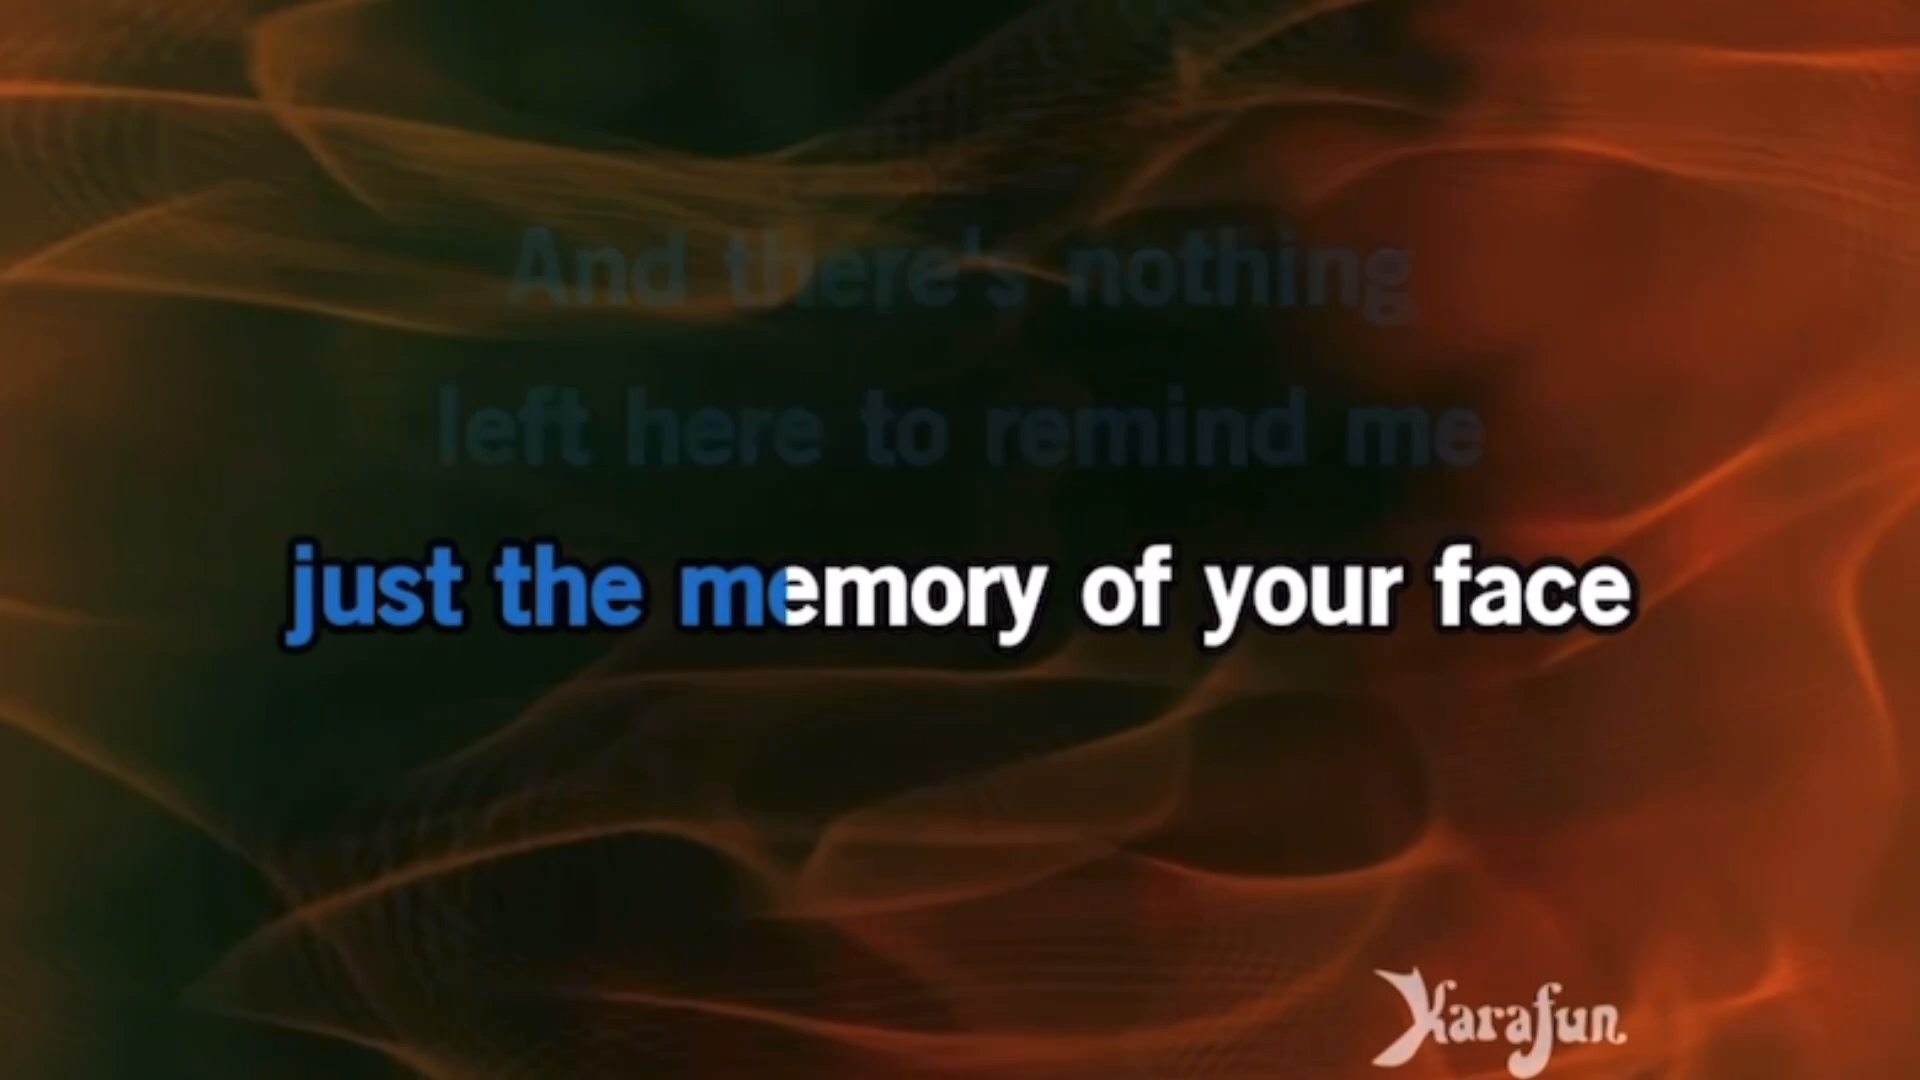 And there's nothing
left here to remind me
just the memory of your face
Karafun